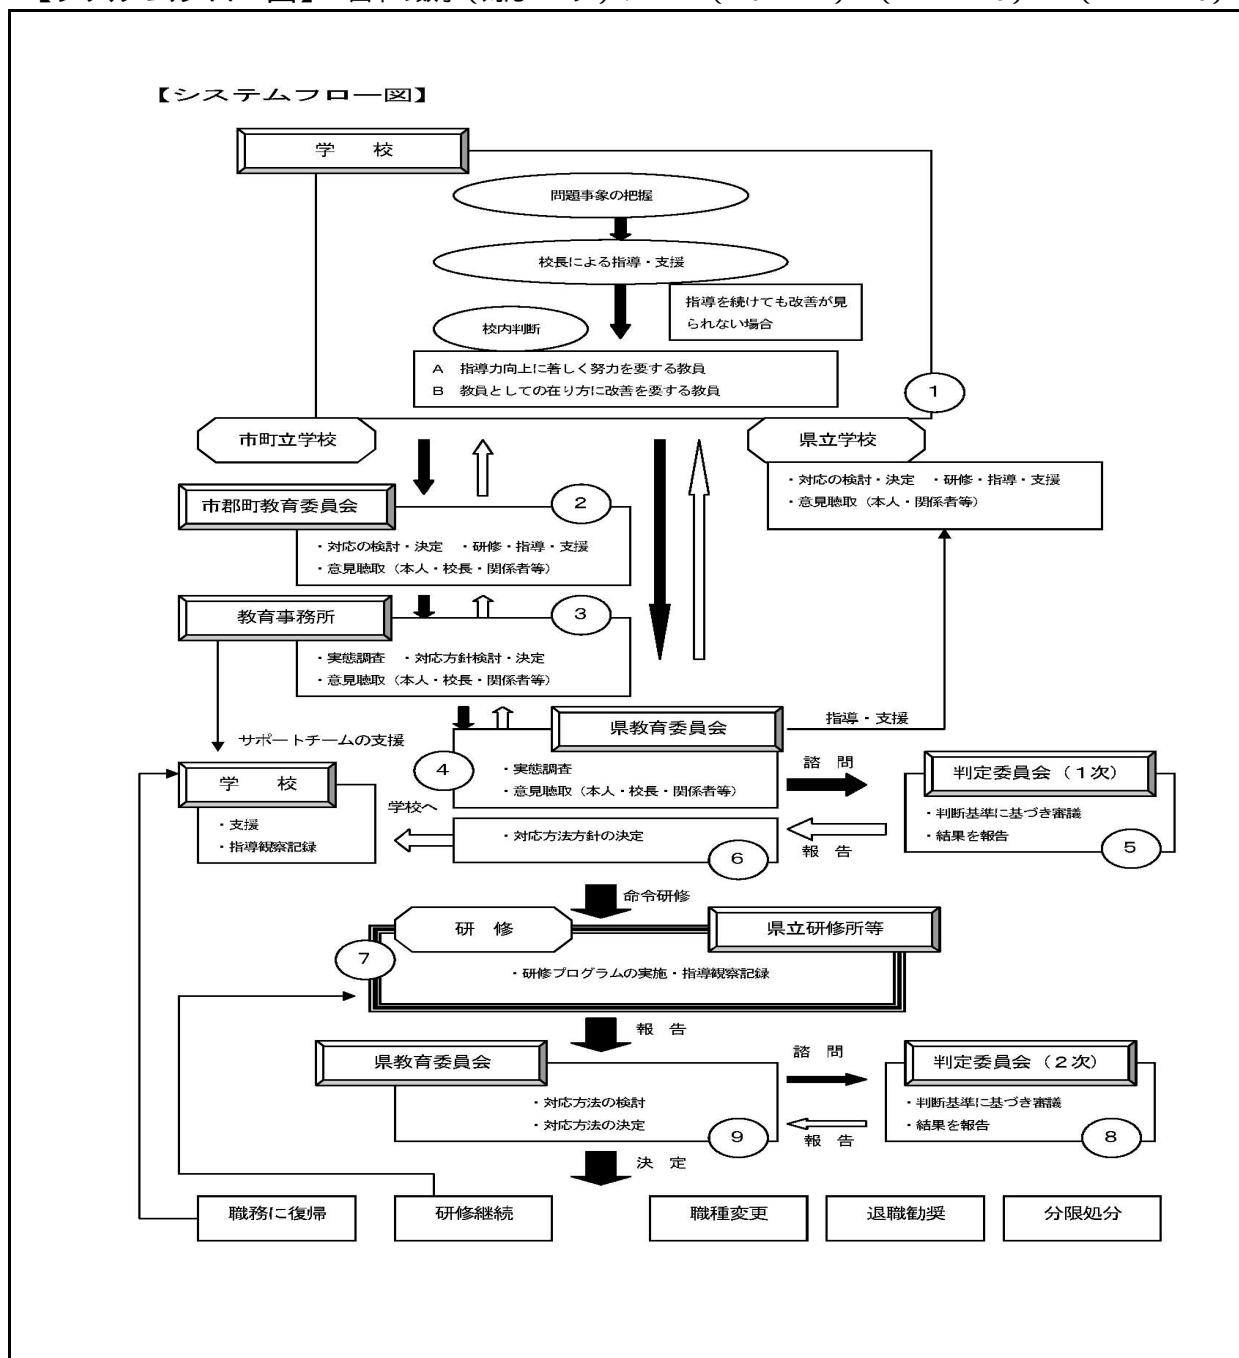 【システムフロー図】
学　校
問題事象の把握
校長による指導・支援
指導を続けても改善が見
られない場合
校内判断
A　指導力向上に著しく努力を要する教員
B　教員としての在り方に改善を要する教員
1
市町立学校
県立学校
・対応の検討・決定　・研修・指導・支援
・意見聴取（本人・関係者等）
市郡町教育委員会
2
・対応の検討・決定　・研修・指導・支援
・意見聴取（本人・校長・関係者等）
教育事務所
3
・実態調査　・対応方針検討・決定
・意見聴取（本人・校長・関係者等）
県教育委員会
指導・支援
サポートチームの支援
4
・実態調査
・意見聴取（本人・校長・関係者等）
諮　問
判定委員会（１次）
・判断基準に基づき審議
・結果を報告
5
学　校
・支援
・指導観察記録
学校へ
・対応方法方針の決定
6
報　告
命令研修
研　修
県立研修所等
7
・研修プログラムの実施・指導観察記録
報　告
県教育委員会
諮　問
判定委員会（２次）
・対応方法の検討
・対応方法の決定
9
報　告
・判断基準に基づき審議
・結果を報告
8
決　定
職務に復帰
研修継続
職種変更
退職勧奨
分限処分